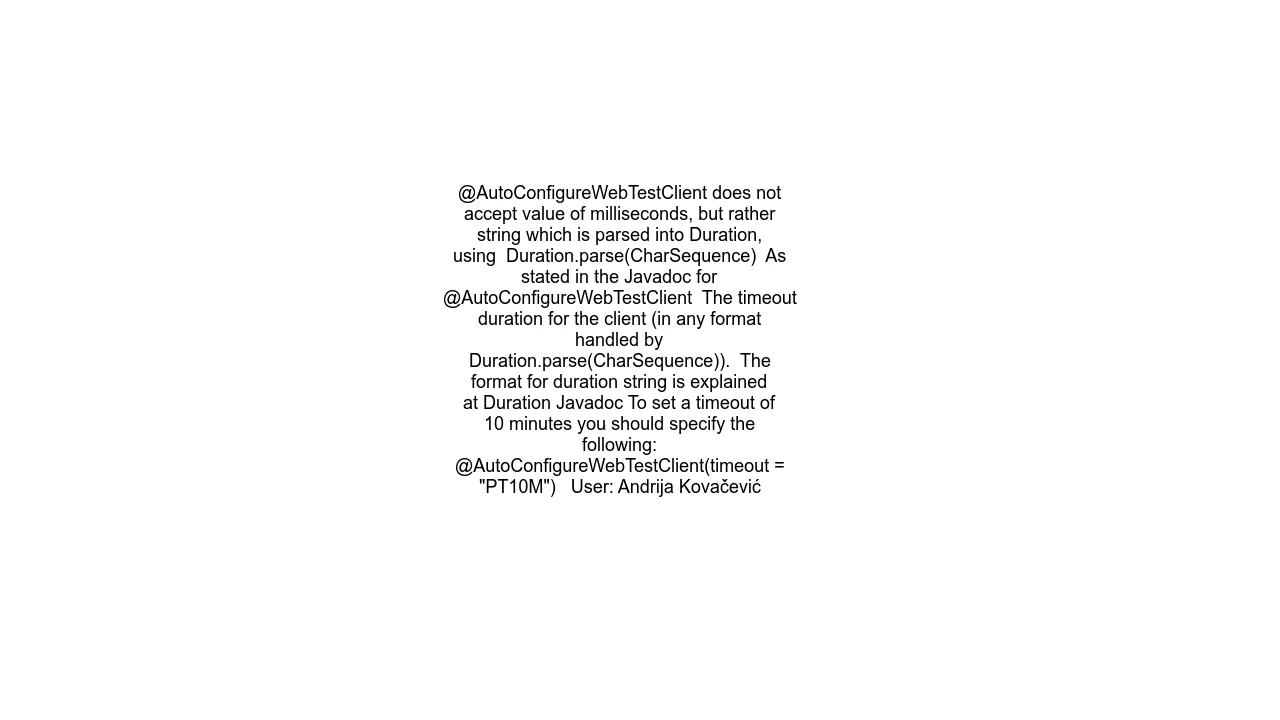 @AutoConfigureWebTestClient does not
accept value of milliseconds, but rather
string which is parsed into Duration,
using  Duration.parse(CharSequence)  As
stated in the Javadoc for
@AutoConfigureWebTestClient  The timeout
duration for the client (in any format
handled by
Duration.parse(CharSequence)).  The
format for duration string is explained
at Duration Javadoc To set a timeout of
10 minutes you should specify the
following:
@AutoConfigureWebTestClient(timeout =
"PT10M")   User: Andrija Kovačević